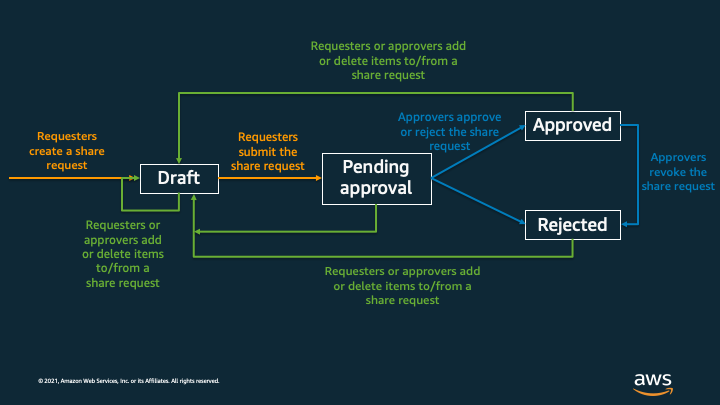 Requesters or approvers add
or delete items to/from a
share request
Requesters
create a share
request
Requesters
submit the
share request
Approvers approve
or reject the share
request
Approved
Draft
Pending
approval
Approvers
revoke the
share request
Requesters or
approvers add
or delete items
to/from a
share request
Rejected
Requesters or approvers add
or delete items to/from a
share request
© 2021, Amazon Web Services, Inc. or its Affiliates. All rights reserved.
aws